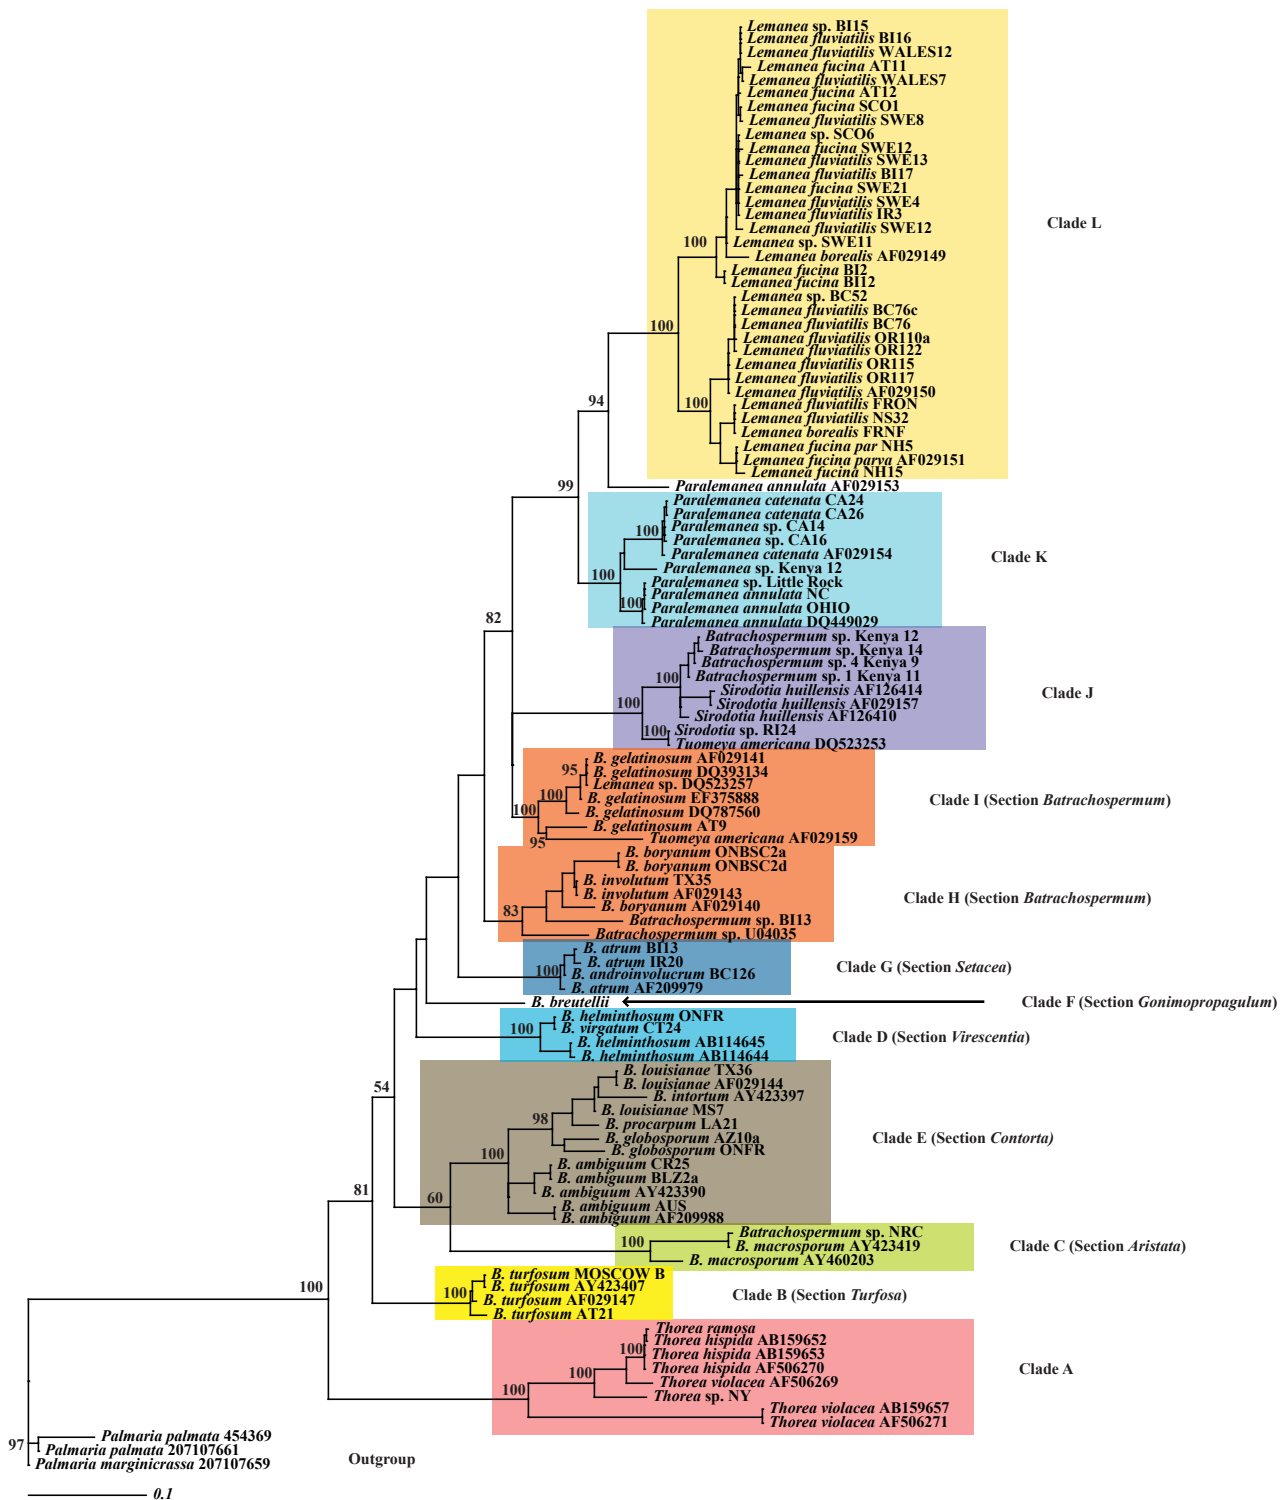 Lemanea sp. BI15
Lemanea fluviatilis BI16
Lemanea fluviatilis WALES12
Lemanea fucina AT11
Lemanea fluviatilis WALES7
Lemanea fucina AT12
Lemanea fucina SCO1
Lemanea fluviatilis SWE8
Lemanea sp. SCO6
Lemanea fucina SWE12
Lemanea fluviatilis SWE13
Lemanea fluviatilis BI17
Lemanea fucina SWE21
Lemanea fluviatilis SWE4
Lemanea fluviatilis IR3
Clade L
Lemanea fluviatilis SWE12
100
Lemanea sp. SWE11
Lemanea borealis AF029149
Lemanea fucina BI2
Lemanea fucina BI12
Lemanea sp. BC52
Lemanea fluviatilis BC76c
100
Lemanea fluviatilis BC76
Lemanea fluviatilis OR110a
Lemanea fluviatilis OR122
Lemanea fluviatilis OR115
Lemanea fluviatilis OR117
Lemanea fluviatilis AF029150
94
100
Lemanea fluviatilis FRON
Lemanea fluviatilis NS32
Lemanea borealis FRNF
Lemanea fucina par NH5
Lemanea fucina parva AF029151
Lemanea fucina NH15
99
Paralemanea annulata AF029153
Paralemanea catenata CA24
Paralemanea catenata CA26
Paralemanea sp. CA14
100
Paralemanea sp. CA16
Paralemanea catenata AF029154
Clade K
Paralemanea sp. Kenya 12
100
Paralemanea sp. Little Rock
Paralemanea annulata NC
100
Paralemanea annulata OHIO
Paralemanea annulata DQ449029
82
Batrachospermum sp. Kenya 12
Batrachospermum sp. Kenya 14
Batrachospermum sp. 4 Kenya 9
100
Batrachospermum sp. 1 Kenya 11
Sirodotia huillensis AF126414
Clade J
100
Sirodotia huillensis AF029157
Sirodotia huillensis AF126410
100
Sirodotia sp. RI24
Tuomeya americana DQ523253
B. gelatinosum AF029141
95
B. gelatinosum DQ393134
Lemanea sp. DQ523257
100
B. gelatinosum EF375888
Clade I (Section Batrachospermum)
100
B. gelatinosum DQ787560
B. gelatinosum AT9
95
Tuomeya americana AF029159
B. boryanum ONBSC2a
B. boryanum ONBSC2d
B. involutum TX35
B. involutum AF029143
Clade H (Section Batrachospermum)
83
B. boryanum AF029140
Batrachospermum sp. BI13
Batrachospermum sp. U04035
B. atrum BI13
B. atrum IR20
Clade G (Section Setacea)
100
B. androinvolucrum BC126
B. atrum AF209979
B. breutellii
Clade F (Section Gonimopropagulum)
B. helminthosum ONFR
100
B. virgatum CT24
Clade D (Section Virescentia)
B. helminthosum AB114645
B. helminthosum AB114644
B. louisianae TX36
54
B. louisianae AF029144
B. intortum AY423397
B. louisianae MS7
98
B. procarpum LA21
B. globosporum AZ10a
Clade E (Section Contorta)
B. globosporum ONFR
100
B. ambiguum CR25
B. ambiguum BLZ2a
81
60
B. ambiguum AY423390
B. ambiguum AUS
B. ambiguum AF209988
Batrachospermum sp. NRC
100
B. macrosporum AY423419
Clade C (Section Aristata)
B. macrosporum AY460203
100
B. turfosum MOSCOW B
B. turfosum AY423407
100
B. turfosum AF029147
Clade B (Section Turfosa)
B. turfosum AT21
Thorea ramosa
Thorea hispida AB159652
100
Thorea hispida AB159653
Thorea hispida AF506270
Clade A
100
Thorea violacea AF506269
100
Thorea sp. NY
Thorea violacea AB159657
Thorea violacea AF506271
Palmaria palmata 454369
97
Palmaria palmata 207107661
Outgroup
Palmaria marginicrassa 207107659
0.1